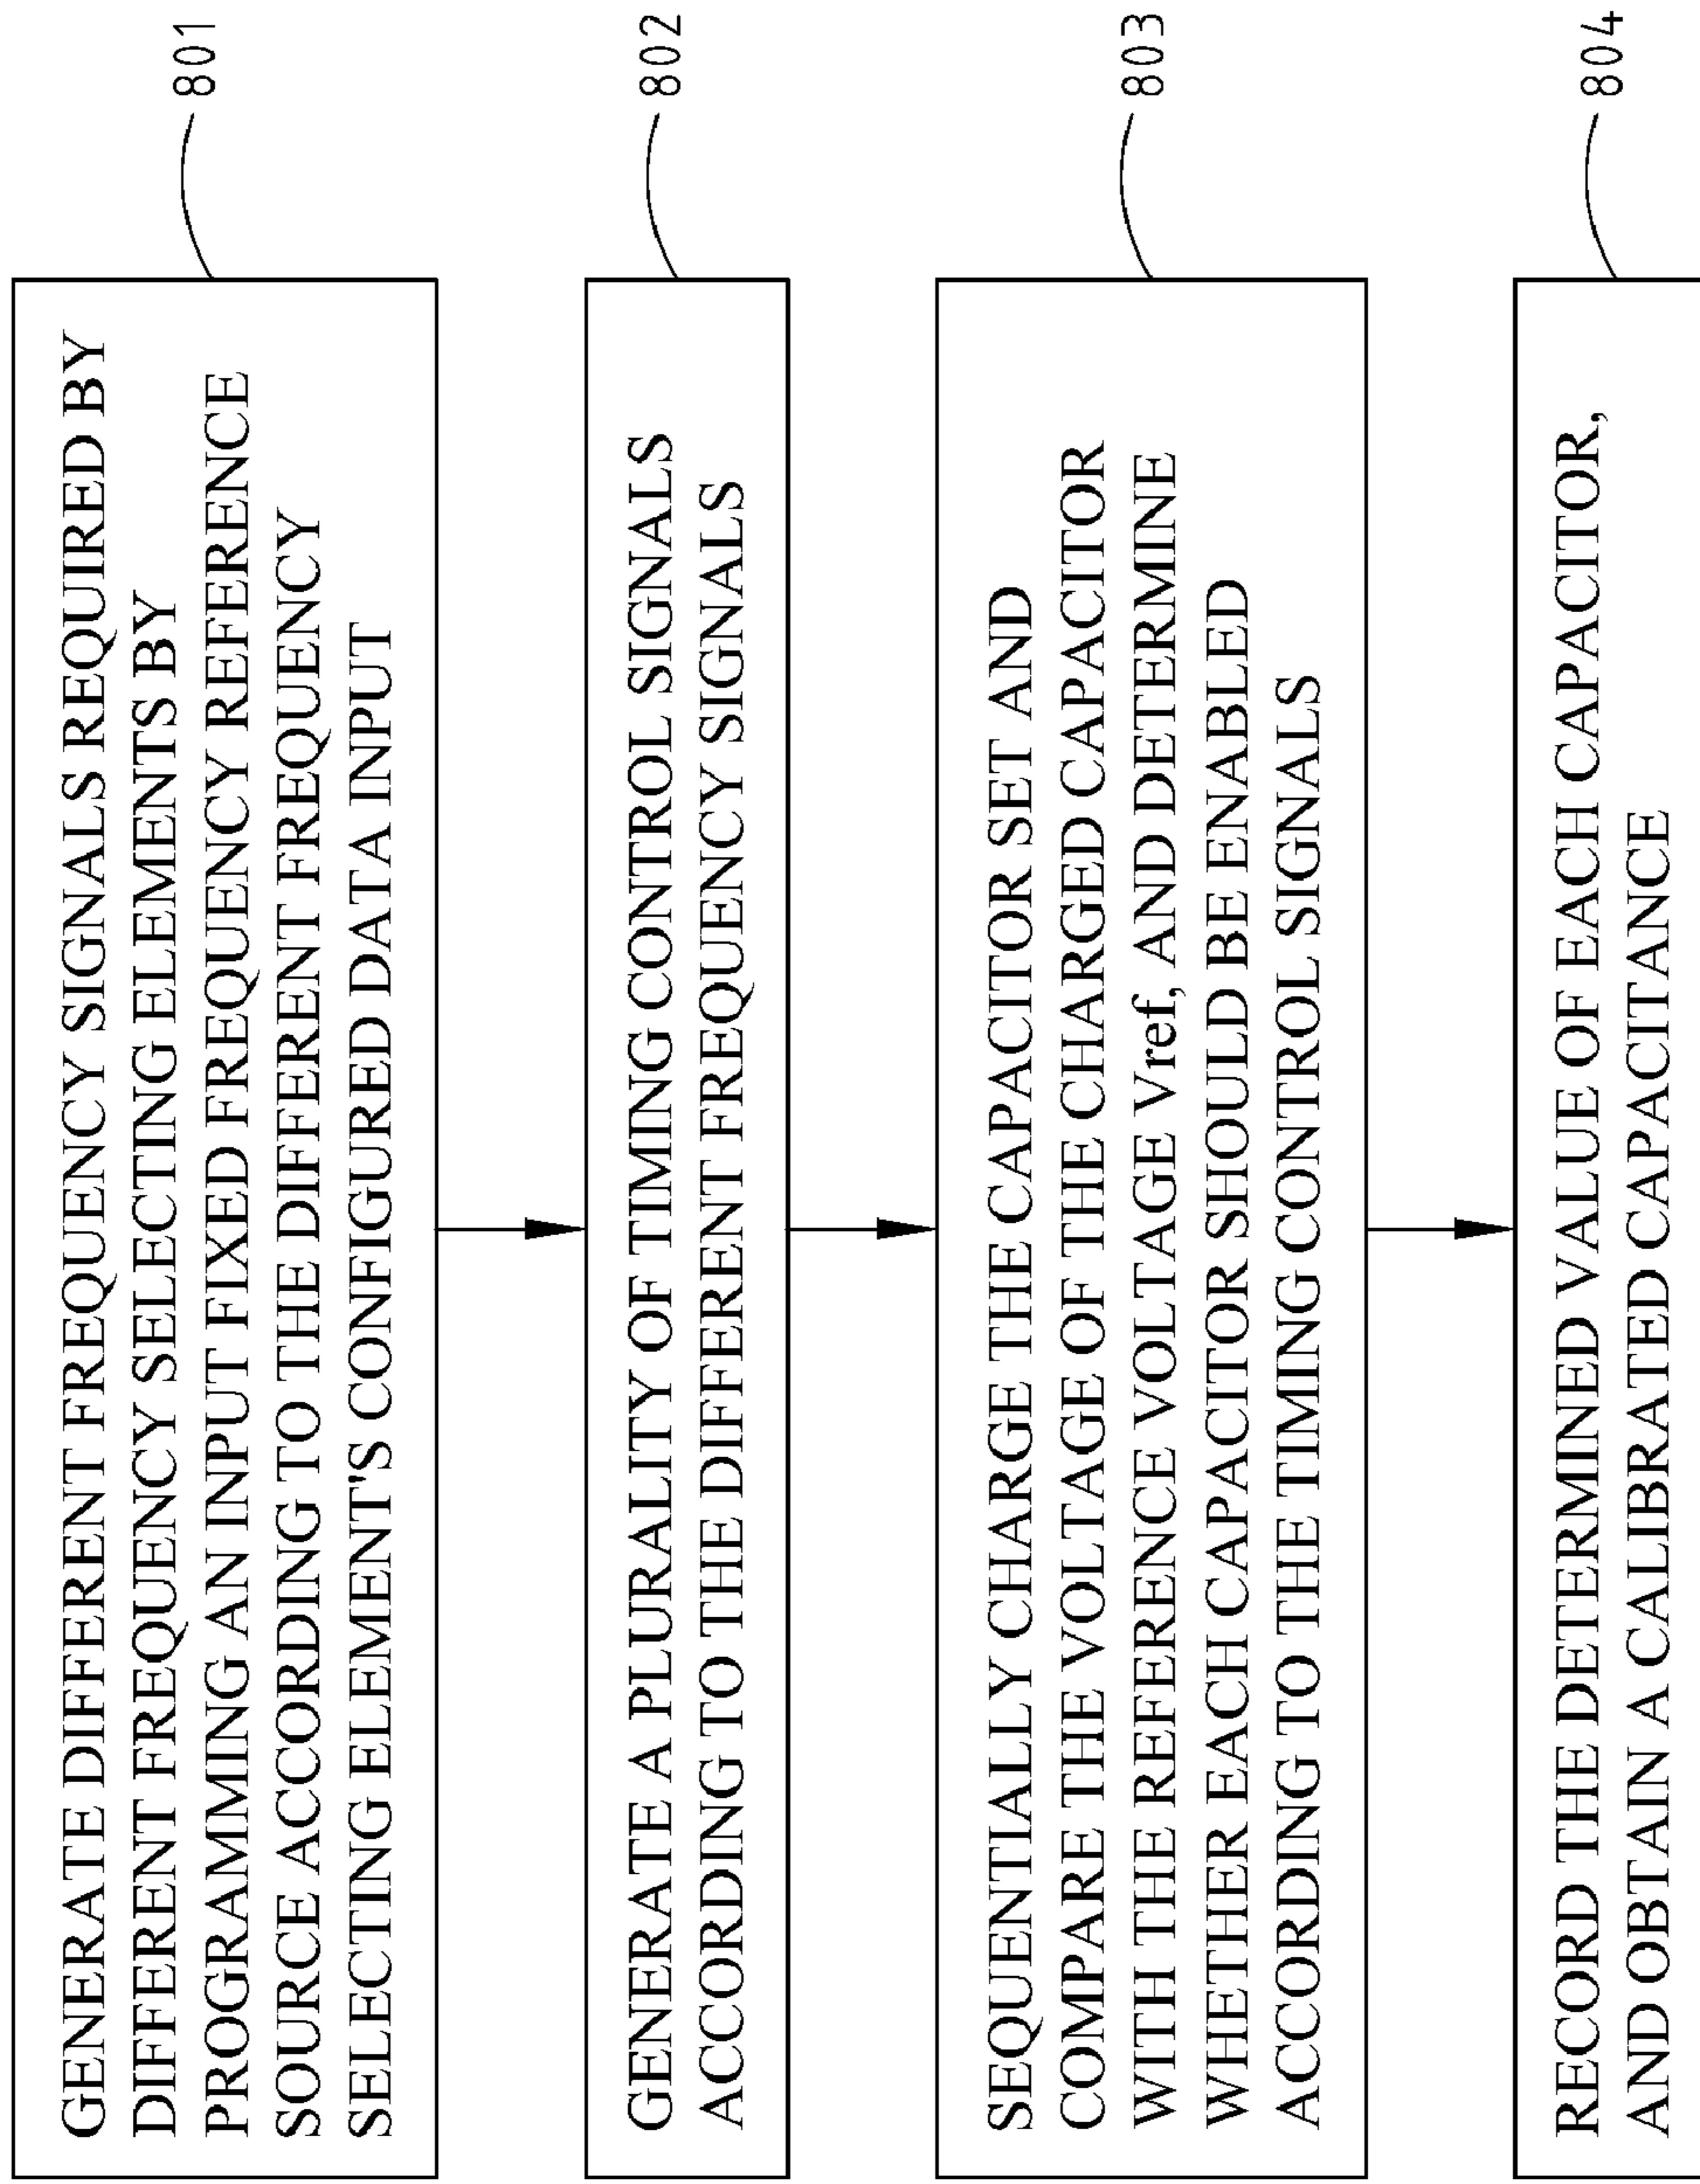 GENERATE DIFFERENT FREQUENCY SIGNALS REQUIRED BY
DIFFERENT FREQUENCY SELECTING ELEMENTS BY
PROGRAMMING AN INPUT FIXED FREQUENCY REFERENCE
SOURCE ACCORDING TO THE DIFFERENT FREQUENCY
SELECTING ELEMENT'S CONFIGURED DATA INPUT
801
GENERATE A PLURALITY OF TIMING CONTROL SIGNALS
ACCORDING TO THE DIFFERENT FREQUENCY SIGNALS
802
SEQUENTIALLY CHARGE THE CAPACITOR SET AND
COMPARE THE VOLTAGE OF THE CHARGED CAPACITOR
WITH THE REFERENCE VOLTAGE Vref, AND DETERMINE
WHETHER EACH CAPACITOR SHOULD BE ENABLED
ACCORDING TO THE TIMING CONTROL SIGNALS
803
RECORD THE DETERMINED VALUE OF EACH CAPACITOR,
AND OBTAIN A CALIBRATED CAPACITANCE
804